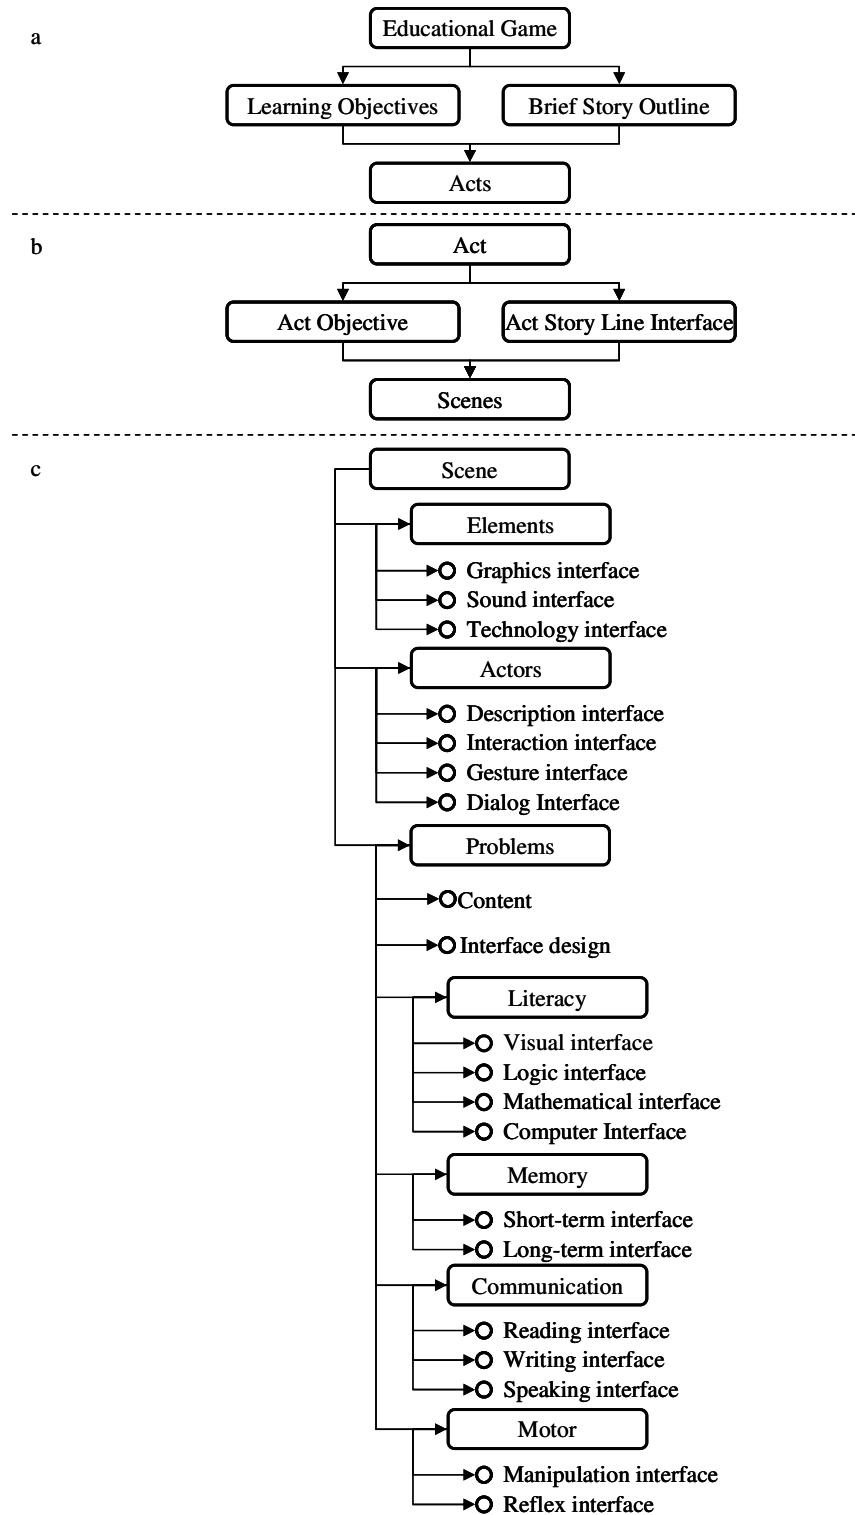 a
Educational Game
Learning Objectives
Brief Story Outline
Acts
b
Act
Act Objective
Act Story Line Interface
Scenes
c
Scene
Elements
Graphics interface
Sound interface
Technology interface
Actors
Description interface
Interaction interface
Gesture interface
Dialog Interface
Problems
Content
Interface design
Literacy
Visual interface
Logic interface
Mathematical interface
Computer Interface
Memory
Short-term interface
Long-term interface
Communication
Reading interface
Writing interface
Speaking interface
Motor
Manipulation interface
Reflex interface